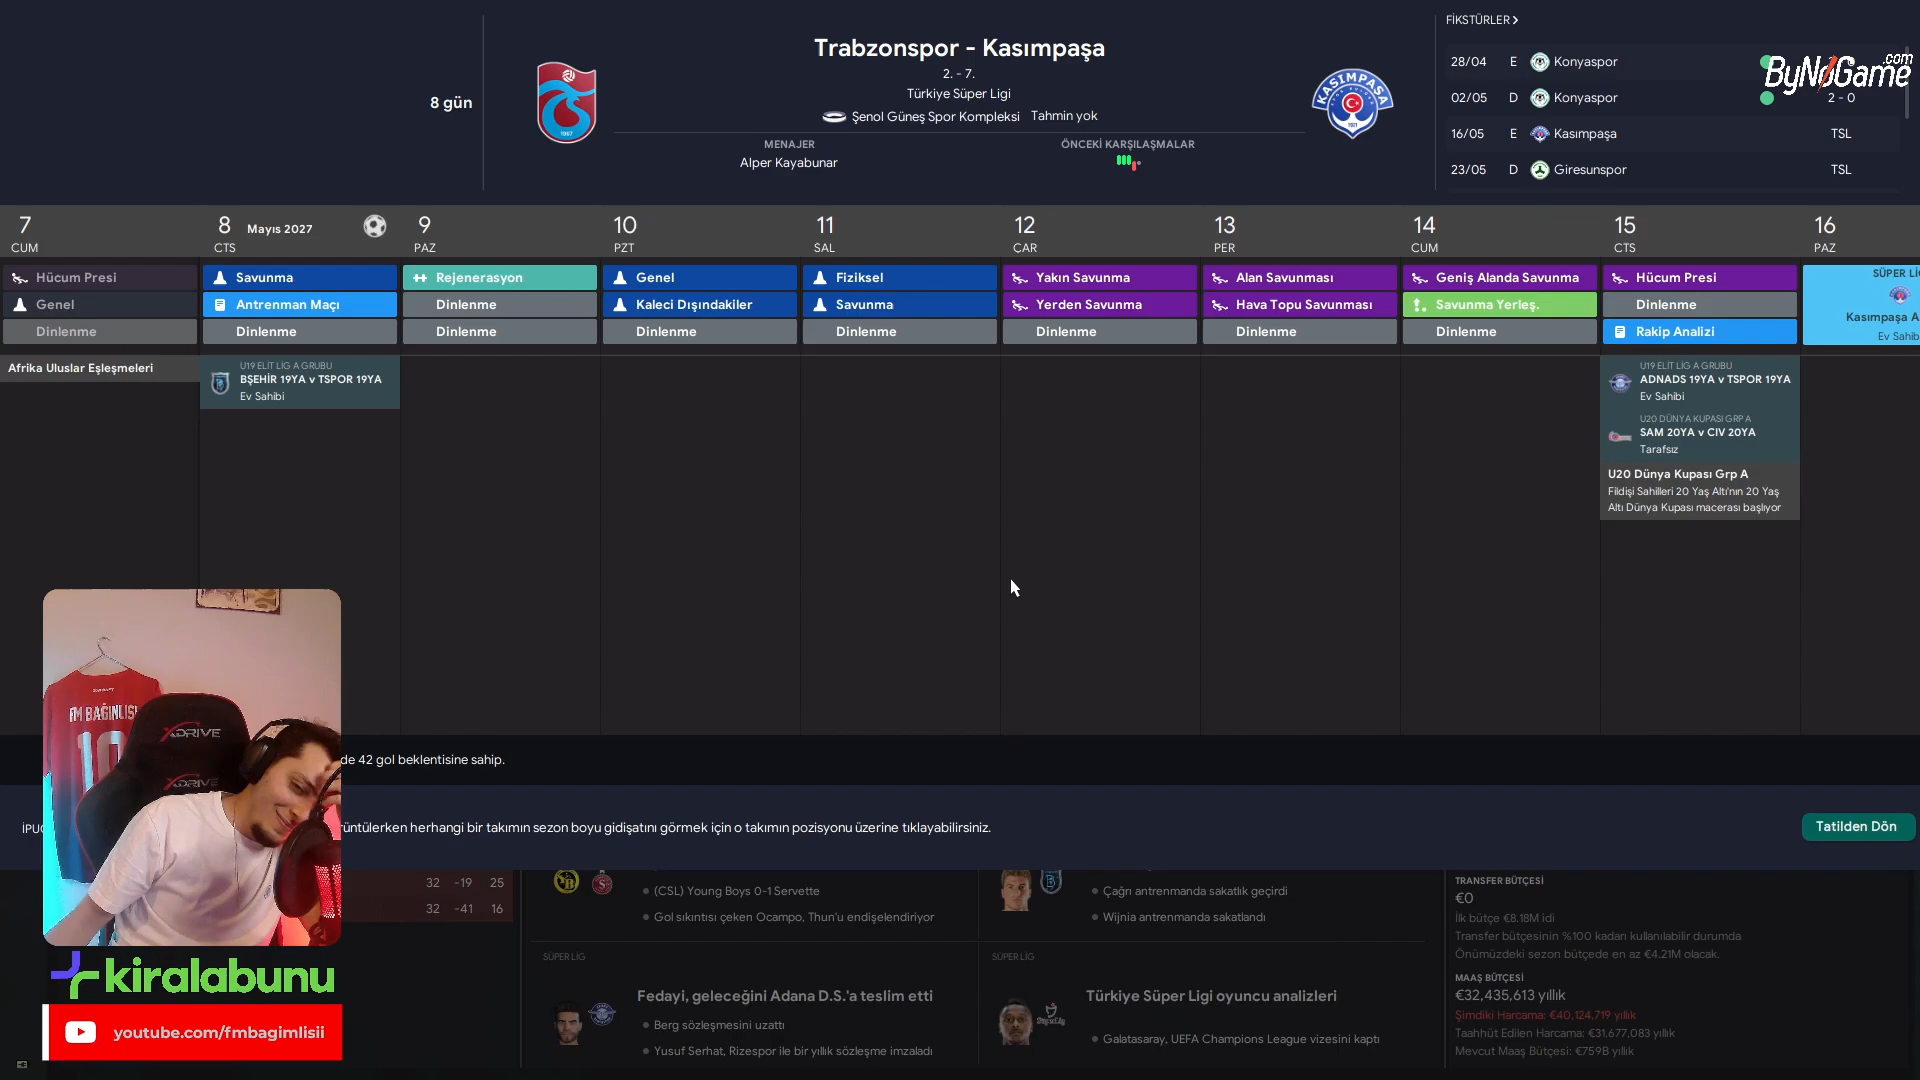 8 gün
1967
Trabzonspor - Kasımpaşa
2. - 7.
Türkiye Süper Ligi
Şenol Güneş Spor Kompleksi Tahmin yok
MENAJER
Alper Kayabunar
ÖNCEKİ KARŞILAŞMALAR
KASIMPAŞA
1921
FİKSTÜRLER
28/04 E Konyaspor
02/05 D Konyaspor 2 - 0
16/05 E Kasımpaşa TSL
23/05 D Giresunspor TSL
ByNoGame.com
7 CUM
8 CTS Mayıs 2027
9 PAZ
10 PZT
11 SAL
12 ÇAR
13 PER
14 CUM
15 CTS
16 PAZ
Hücum Presi
Genel
Dinlenme
Savunma
Antrenman Maçı
Dinlenme
Rejenerasyon
Dinlenme
Dinlenme
Genel
Kaleci Dışındakiler
Dinlenme
Fiziksel
Savunma
Dinlenme
Yakın Savunma
Yerden Savunma
Dinlenme
Alan Savunması
Hava Topu Savunması
Dinlenme
Geniş Alanda Savunma
Savunma Yerleş.
Dinlenme
Hücum Presi
Dinlenme
Rakip Analizi
SÜPER Lİ
Kasımpaşa A
Ev Sahib
Afrika Uluslar Eşleşmeleri
U19 ELİT LİG A GRUBU
BŞEHİR 19YA v TSPOR 19YA
Ev Sahibi
U19 ELİT LİG A GRUBU
ADNADS 19YA v TSPOR 19YA
Ev Sahibi
U20 DÜNYA KUPASI GRP A
SAM 20YA v CIV 20YA
Tarafsız
U20 Dünya Kupası Grp A
Fildişi Sahilleri 20 Yaş Altı'nın 20 Yaş
Altı Dünya Kupası macerası başlıyor
de 42 gol beklentisine sahip.
İPUC
rüntülerken herhangi bir takımın sezon boyu gidişatını görmek için o takımın pozisyonu üzerine tıklayabilirsiniz.
Tatilden Dön
FM BAĞINLISI
10
XDRIVE
XDRIVE
kiralabunu
youtube.com/fmbagimlisii
32 -19 25
32 -41 16
(CSL) Young Boys 0-1 Servette
Gol sıkıntısı çeken Ocampo, Thun'u endişelendiriyor
Çağrı antrenmanda sakatlık geçirdi
Wijnia antrenmanda sakatlandı
SÜPER LİG
Fedayi, geleceğini Adana D.S.'a teslim etti
Berg sözleşmesini uzattı
Yusuf Serhat, Rizespor ile bir yıllık sözleşme imzaladı
SÜPER LİG
Türkiye Süper Ligi oyuncu analizleri
Galatasaray, UEFA Champions League vizesini kaptı
TRANSFER BÜTÇESİ
€0
İlk bütçe €8.18M idi
Transfer bütçesinin %100 kadarı kullanılabilir durumda
Önümüzdeki sezon bütçede en az €4.21M olacak.
MAAŞ BÜTÇESİ
€32,435,613 yıllık
Şimdiki Harcama: €40,124,719 yıllık
Taahhüt Edilen Harcama: €31,677,083 yıllık
Mevcut Maaş Bütçesi: €759B yıllık